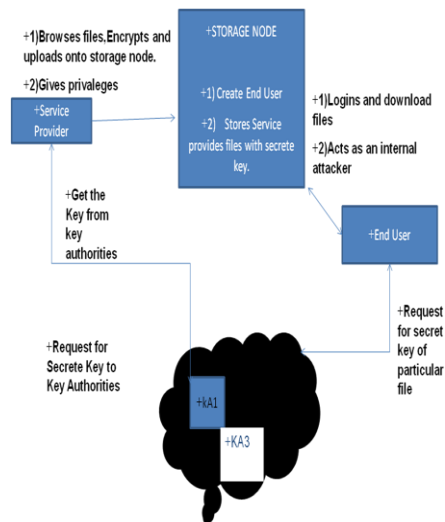 +1)Browses files,Encrypts and
uploads onto storage node.
+2)Gives privaleges
+Service
Provider
+STORAGE NODE
+1) Create End User
+2) Stores Service
provides files with secrete
key.
+1)Logins and download
files
+2)Acts as an internal
attacker
+End User
+Get the
Key from
key
authorities
+Request for
Secrete Key to
Key Authorities
+Request
for secret
key of
particular
file
+kA1
+KA3